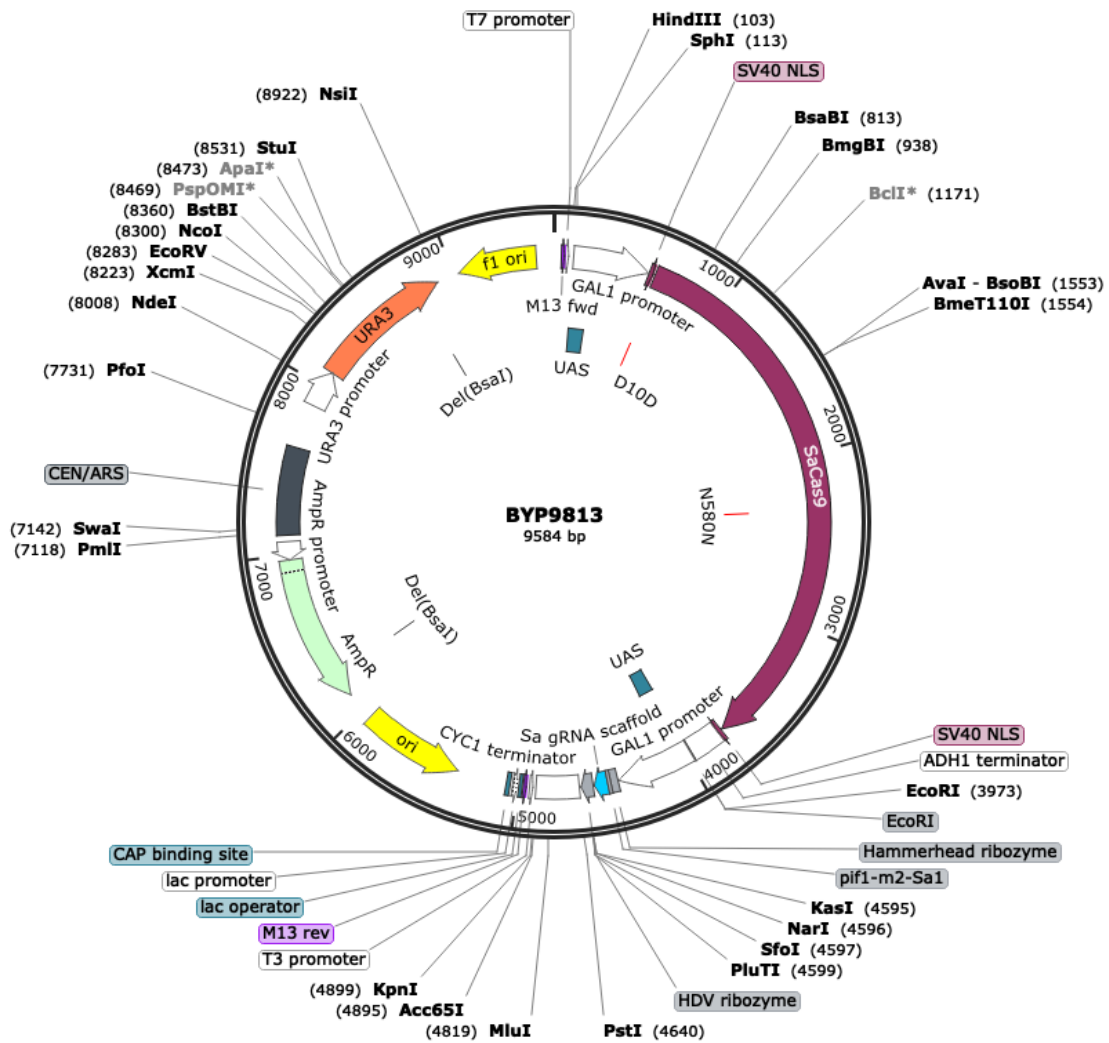 T7 promoter
HindIII (103)
SphI (113)
SV40 NLS
(8922) NsiI
BsaBI (813)
(8531) StuI
BmgBI (938)
(8473) ApaI*
(8469) PspOMI*
BclI* (1171)
(8360) BstBI
(8300) NcoI
(8283) EcoRV
(8223) XcmI
(8008) NdeI
9000
f1 ori
1000
AvaI - BsoBI (1553)
BmeT110I (1554)
GAL1 promoter
M13 fwd
URA3
UAS
D10D
Del(BsaI)
(7731) PfoI
8000
URA3 promoter
2000
CEN/ARS
SaCas9
AmpR promoter
BYP9813
9584 bp
N580N
(7142) SwaI
(7118) PmlI
7000
Del(BsaI)
AmpR
3000
UAS
Sa gRNA scaffold
GAL1 promoter
CYC1 terminator
ori
6000
SV40 NLS
ADH1 terminator
4000
EcoRI (3973)
5000
EcoRI
CAP binding site
Hammerhead ribozyme
lac promoter
pif1-m2-Sa1
lac operator
KasI (4595)
M13 rev
NarI (4596)
T3 promoter
SfoI (4597)
PluTI (4599)
(4899) KpnI
HDV ribozyme
(4895) Acc65I
(4819) MluI
PstI (4640)